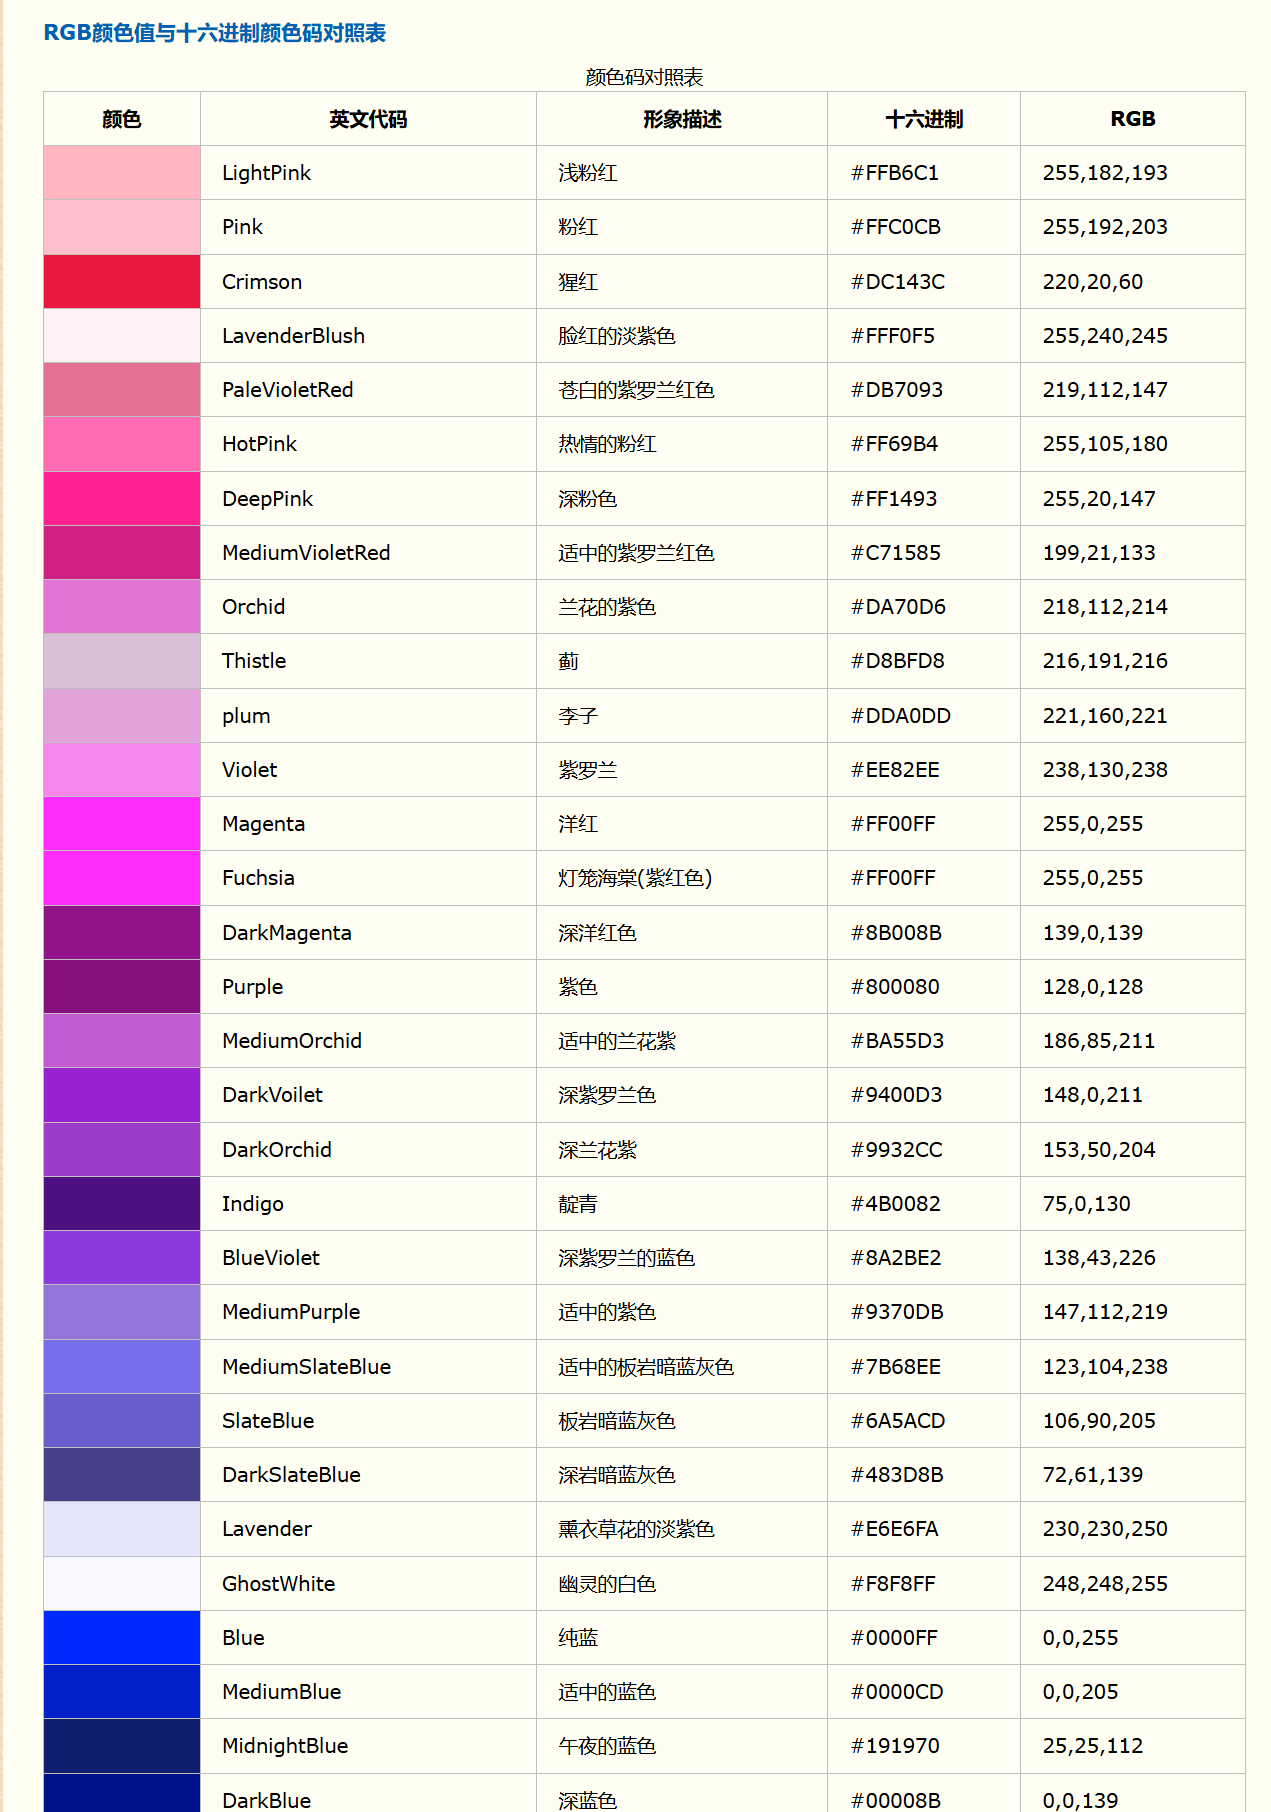 RGB颜色值与十六进制颜色码对照表
颜色码对照表
颜色 英文代码 形象描述 十六进制 RGB
LightPink 浅粉红 #FFB6C1 255,182,193
Pink 粉红 #FFC0CB 255,192,203
Crimson 猩红 #DC143C 220,20,60
LavenderBlush 脸红的淡紫色 #FFF0F5 255,240,245
PaleVioletRed 苍白的紫罗兰红色 #DB7093 219,112,147
HotPink 热情的粉红 #FF69B4 255,105,180
DeepPink 深粉色 #FF1493 255,20,147
MediumVioletRed 适中的紫罗兰红色 #C71585 199,21,133
Orchid 兰花的紫色 #DA70D6 218,112,214
Thistle 蓟 #D8BFD8 216,191,216
plum 李子 #DDA0DD 221,160,221
Violet 紫罗兰 #EE82EE 238,130,238
Magenta 洋红 #FF00FF 255,0,255
Fuchsia 灯笼海棠(紫红色) #FF00FF 255,0,255
DarkMagenta 深洋红色 #8B008B 139,0,139
Purple 紫色 #800080 128,0,128
MediumOrchid 适中的兰花紫 #BA55D3 186,85,211
DarkVoilet 深紫罗兰色 #9400D3 148,0,211
DarkOrchid 深兰花紫 #9932CC 153,50,204
Indigo 靛青 #4B0082 75,0,130
BlueViolet 深紫罗兰的蓝色 #8A2BE2 138,43,226
MediumPurple 适中的紫色 #9370DB 147,112,219
MediumSlateBlue 适中的板岩暗蓝灰色 #7B68EE 123,104,238
SlateBlue 板岩暗蓝灰色 #6A5ACD 106,90,205
DarkSlateBlue 深岩暗蓝灰色 #483D8B 72,61,139
Lavender 熏衣草花的淡紫色 #E6E6FA 230,230,250
GhostWhite 幽灵的白色 #F8F8FF 248,248,255
Blue 纯蓝 #0000FF 0,0,255
MediumBlue 适中的蓝色 #0000CD 0,0,205
MidnightBlue 午夜的蓝色 #191970 25,25,112
DarkBlue 深蓝色 #00008B 0,0,139